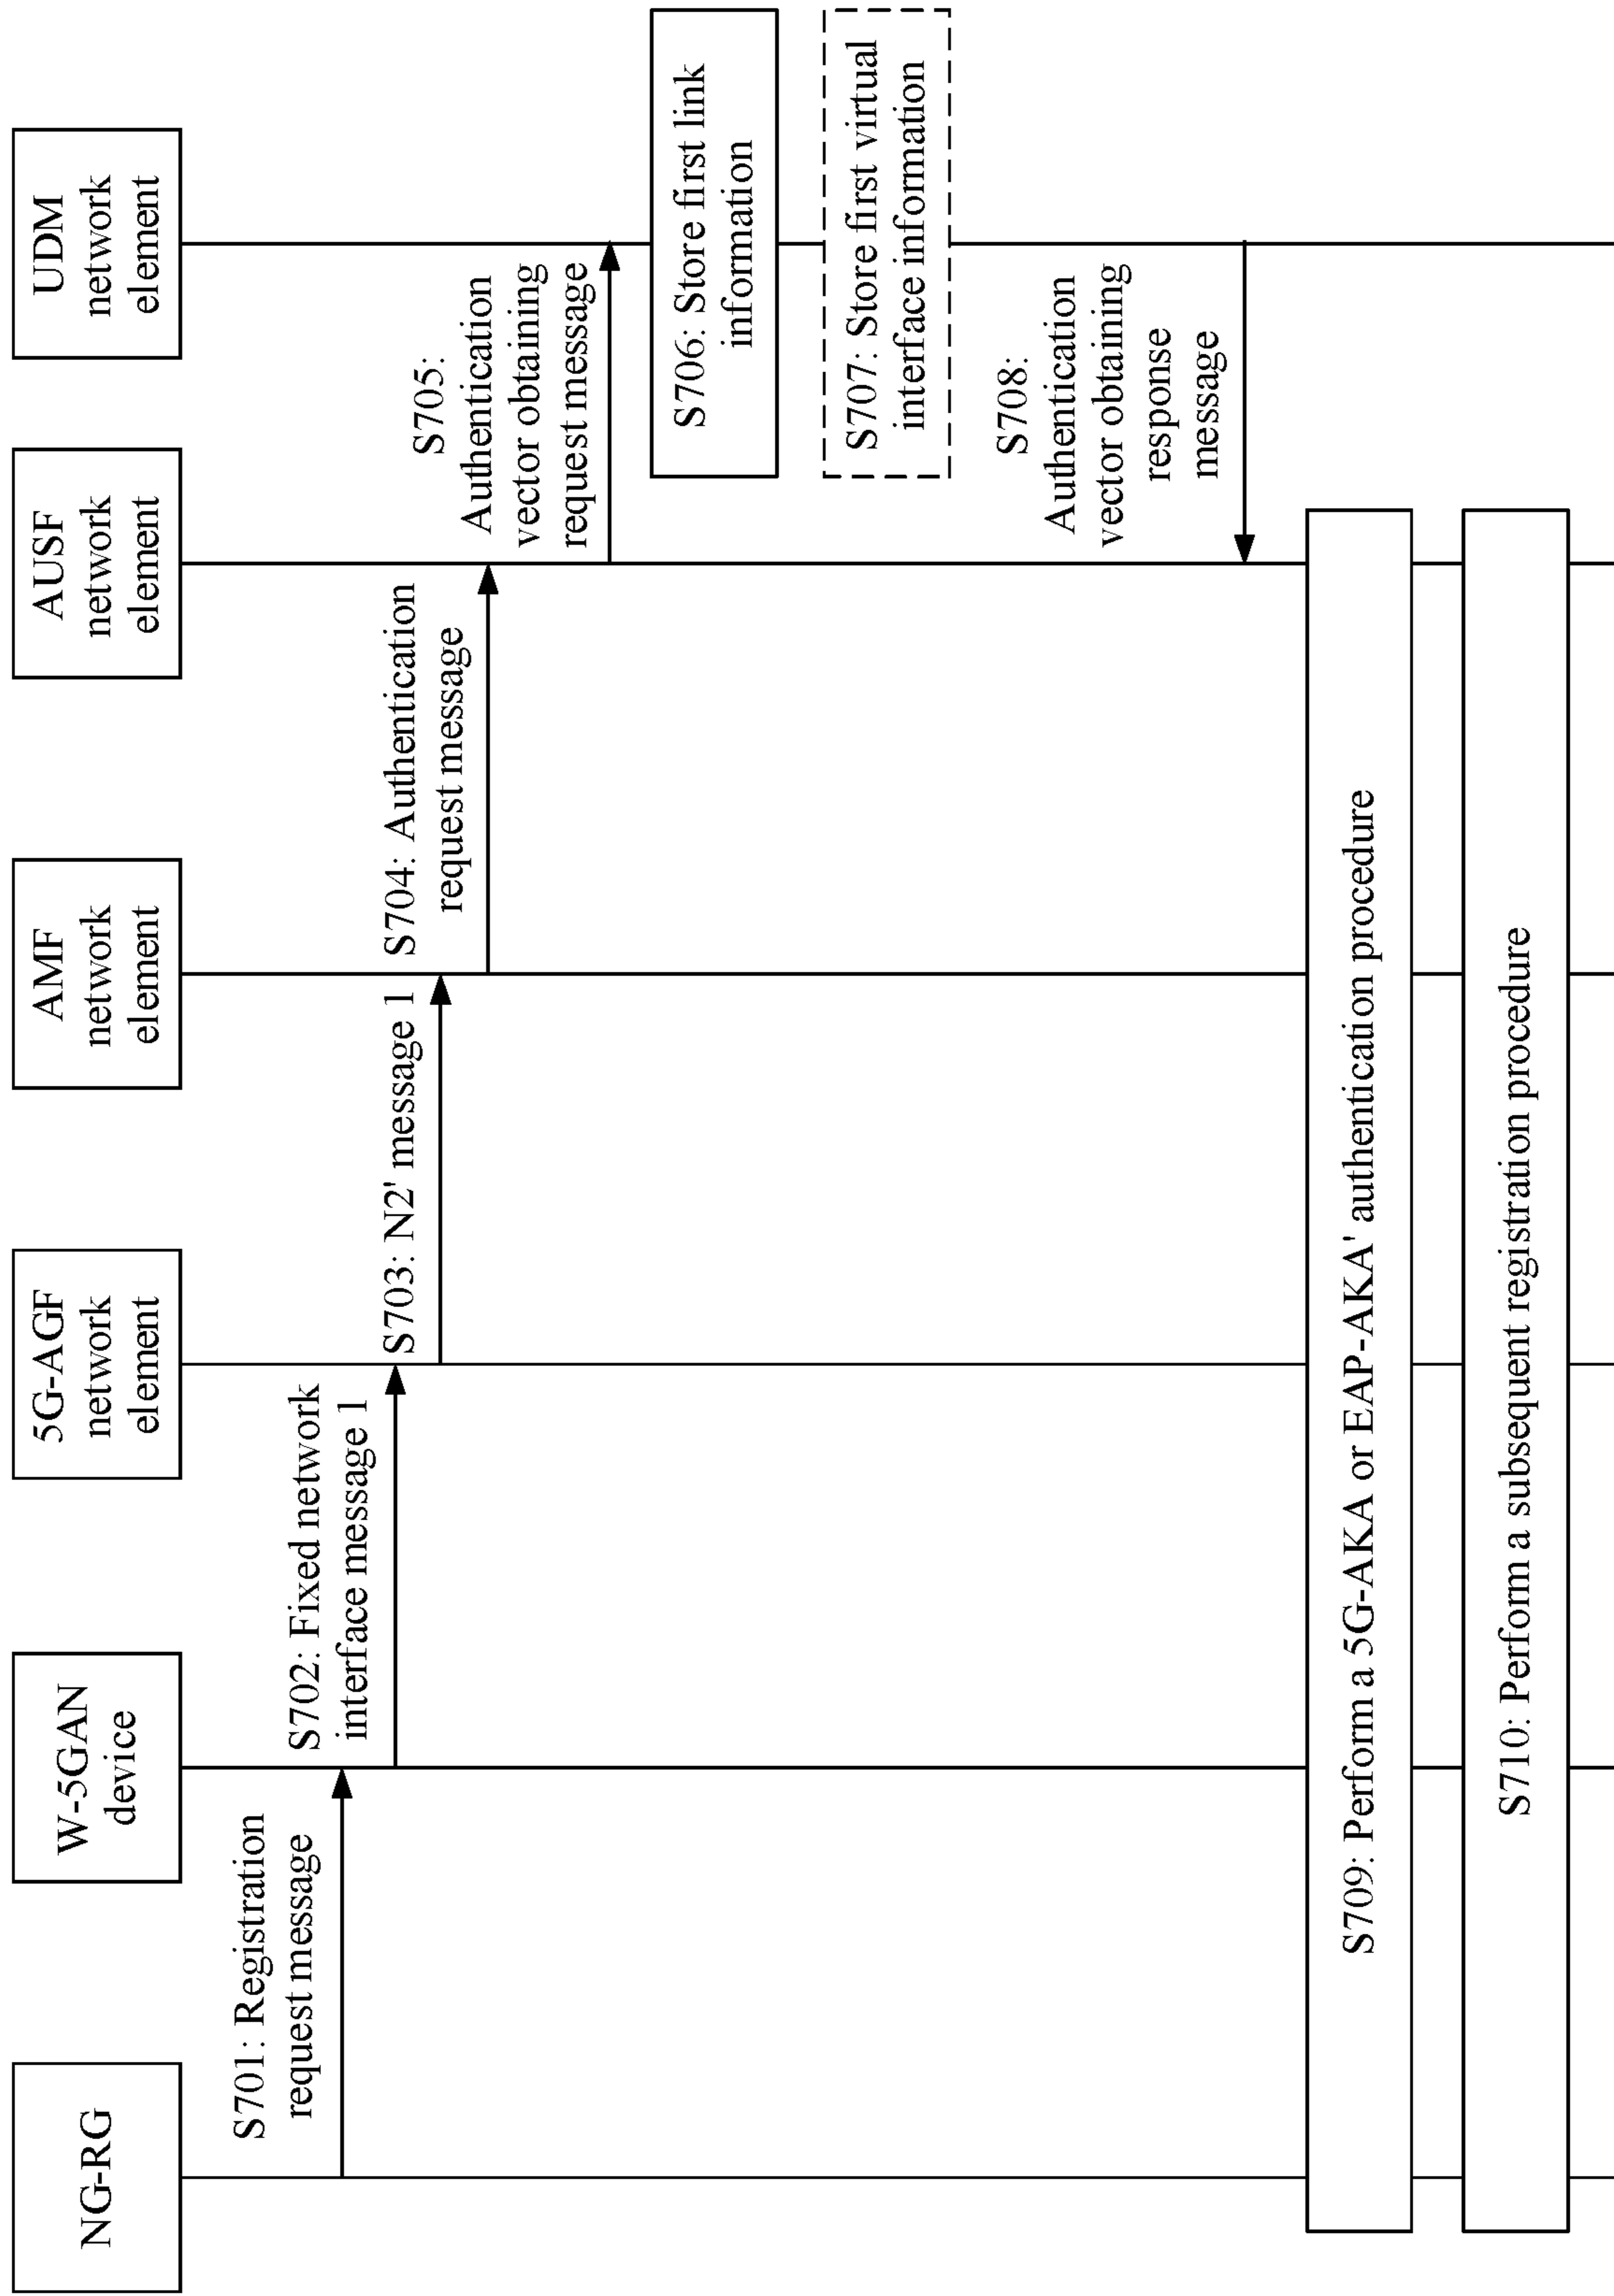 NG-RG
W-5GAN
device
5G-AGF
network
element
AMF
network
element
AUSF
network
element
UDM
network
element
S701: Registration
request message
S702: Fixed network
interface message 1
S703: N2' message 1
S704: Authentication
request message
S705:
Authentication
vector obtaining
request message
S706: Store first link
information
S707: Store first virtual
interface information
S708:
Authentication
vector obtaining
response
message
S709: Perform a 5G-AKA or EAP-AKA' authentication procedure
S710: Perform a subsequent registration procedure